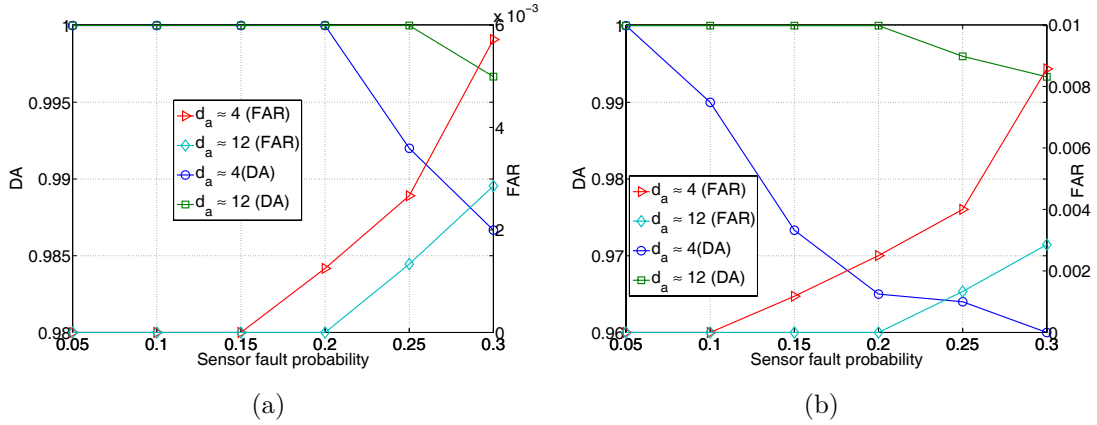 x 10⁻³
1
0.995
0.99
0.985
0.98
DA
6
4
2
0
FAR
d_a ≈ 4 (FAR)
d_a ≈ 12 (FAR)
d_a ≈ 4(DA)
d_a ≈ 12 (DA)
0.05 0.1 0.15 0.2 0.25 0.3
Sensor fault probability
(a)
1
0.99
0.98
0.97
0.96
DA
0.01
0.008
0.006
0.004
0.002
0
FAR
d_a ≈ 4 (FAR)
d_a ≈ 12 (FAR)
d_a ≈ 4(DA)
d_a ≈ 12 (DA)
0.05 0.1 0.15 0.2 0.25 0.3
Sensor fault probability
(b)